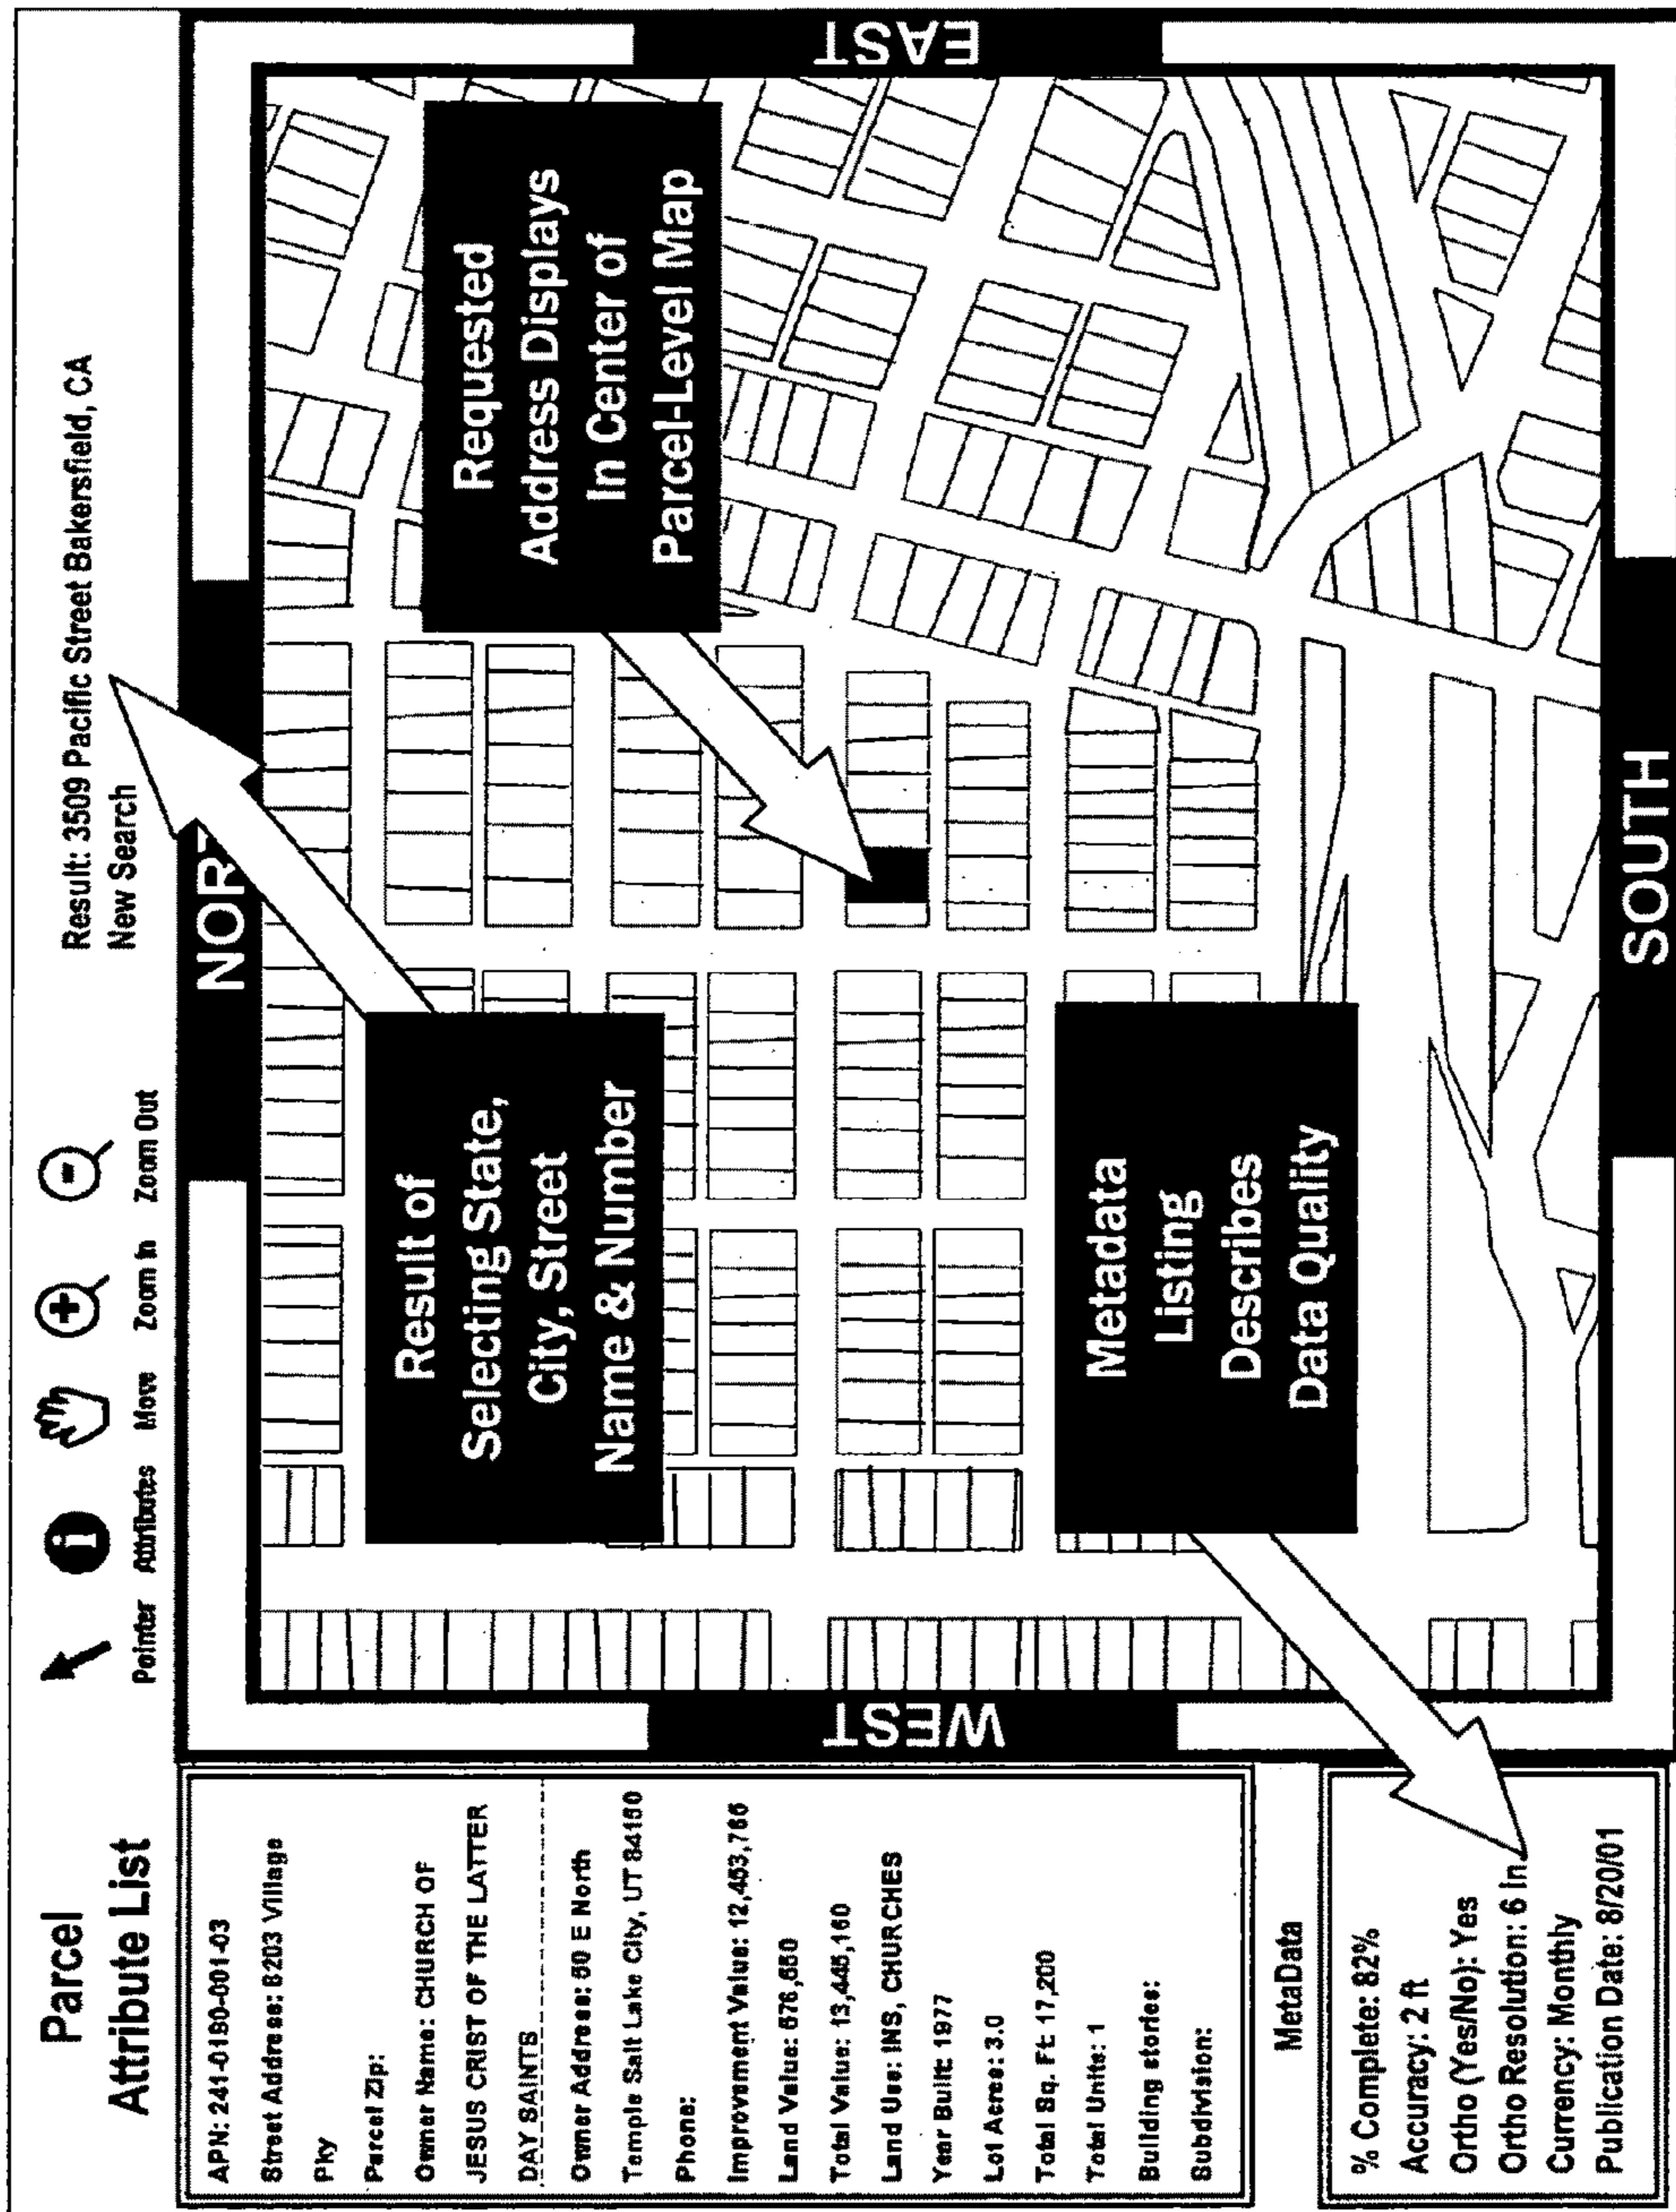 Parcel
Attribute List
Pointer
Attributes
Move
Zoom In
Zoom Out
Result: 3509 Pacific Street Bakersfield, CA
New Search
APN: 241-0180-001-03
Street Address: 8203 Village
Pky
Parcel Zip:
Owner Name: CHURCH OF
JESUS CRIST OF THE LATTER
DAY SAINTS
Owner Address: 50 E North
Temple Salt Lake City, UT 84150
Phone:
Improvement Value: 12,453,766
Land Value: 576,650
Total Value: 13,445,160
Land Use: INS, CHURCHES
Year Built: 1977
Lot Acres: 3.0
Total Sq. Ft: 17,200
Total Units: 1
Building stories:
Subdivision:
MetaData
% Complete: 82%
Accuracy: 2 ft
Ortho (Yes/No): Yes
Ortho Resolution: 6 In.
Currency: Monthly
Publication Date: 8/20/01
WEST
EAST
SOUTH
Result of
Selecting State,
City, Street
Name & Number
Requested
Address Displays
In Center of
Parcel-Level Map
Metadata
Listing
Describes
Data Quality